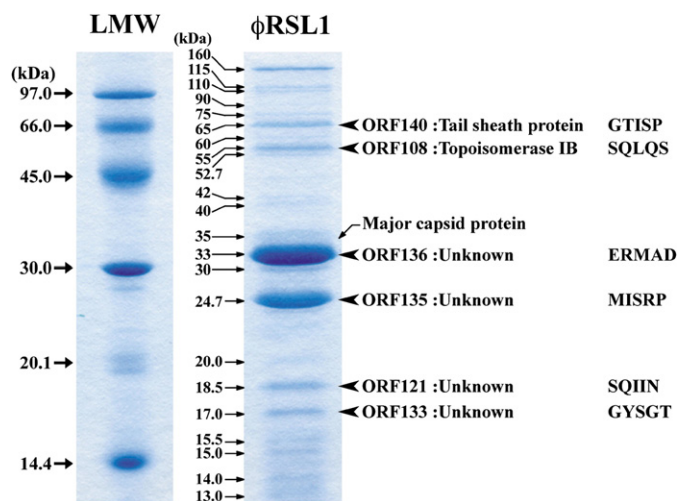 LMW
φRSL1
(kDa)
(kDa)
97.0
66.0
45.0
30.0
20.1
14.4
160
115
110
90
75
65
60
55
52.7
42
40
35
33
30
24.7
20.0
18.5
17.0
15.5
15.0
14.0
13.0
ORF140 :Tail sheath protein GTISP
ORF108 :Topoisomerase IB SQLQS
Major capsid protein
ORF136 :Unknown ERMAD
ORF135 :Unknown MISRP
ORF121 :Unknown SQIIN
ORF133 :Unknown GYSGT